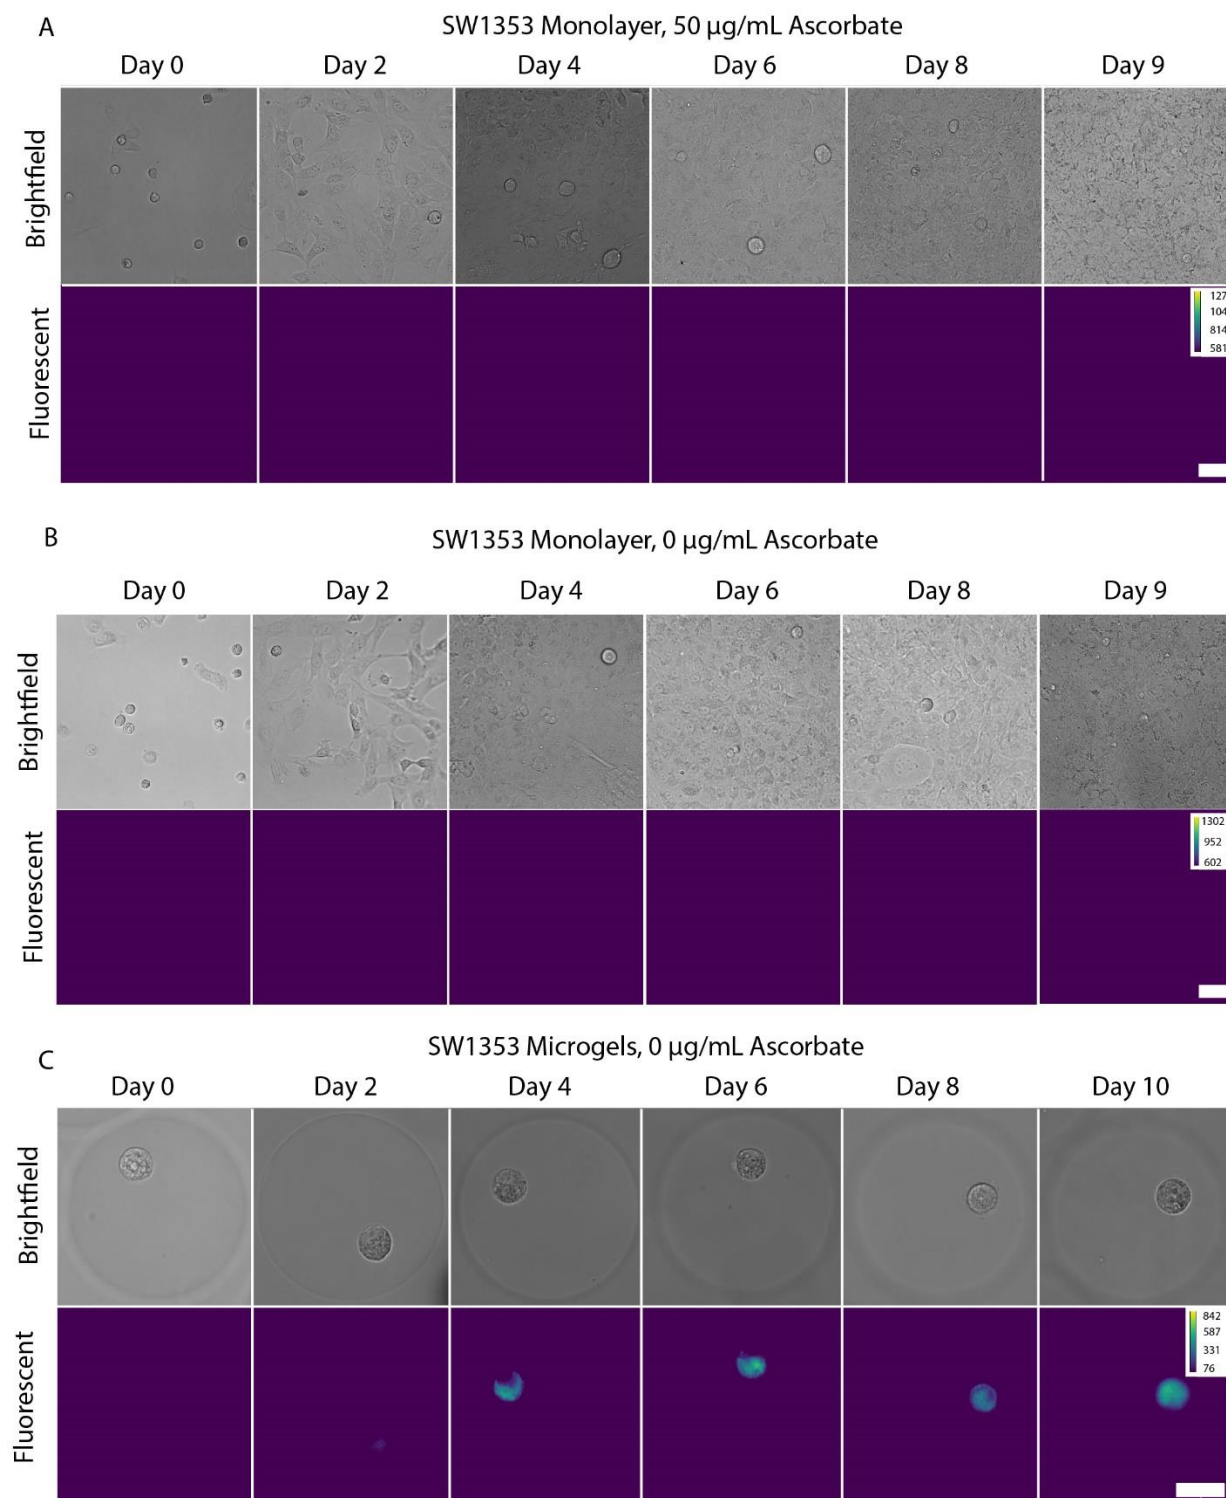 A
SW1353 Monolayer, 50 µg/mL Ascorbate
Day 0 Day 2 Day 4 Day 6 Day 8 Day 9
Brightfield
Fluorescent
127
104
814
581
B
SW1353 Monolayer, 0 µg/mL Ascorbate
Day 0 Day 2 Day 4 Day 6 Day 8 Day 9
Brightfield
Fluorescent
1302
952
602
C
SW1353 Microgels, 0 µg/mL Ascorbate
Day 0 Day 2 Day 4 Day 6 Day 8 Day 10
Brightfield
Fluorescent
842
587
331
76